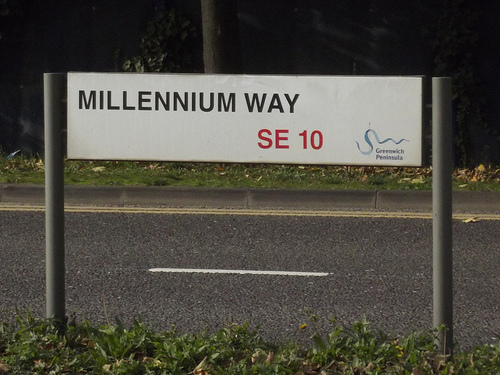 MILLENNIUM WAY
SE 10
Greenwich
Peninsula